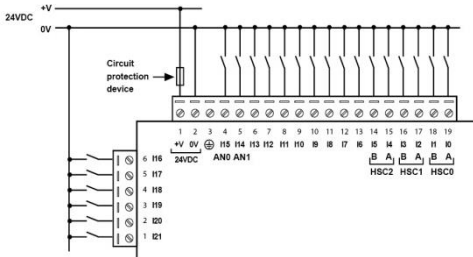 +V
24VDC
0V
Circuit
protection
device
1 2 3 4 5 6 7 8 9 10 11 12 13 14 15 16 17 18 19
+V 0V I15 I14 I13 I12 I11 I10 I9 I8 I7 I6 I5 I4 I3 I2 I1 I0
24VDC AN0 AN1 B A B A B A
HSC2 HSC1 HSC0
6 I16
5 I17
4 I18
3 I19
2 I20
1 I21